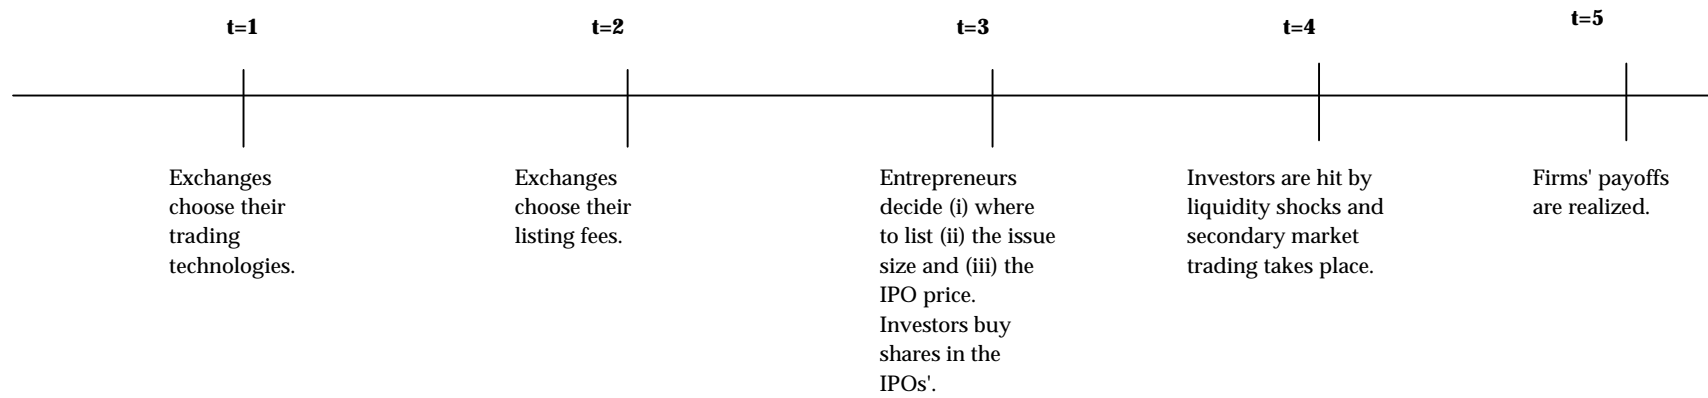 t=1
t=2
t=3
t=4
t=5
Exchanges
choose their
trading
technologies.
Exchanges
choose their
listing fees.
Entrepreneurs
decide (i) where
to list (ii) the issue
size and (iii) the
IPO price.
Investors buy
shares in the
IPOs'.
Investors are hit by
liquidity shocks and
secondary market
trading takes place.
Firms' payoffs
are realized.